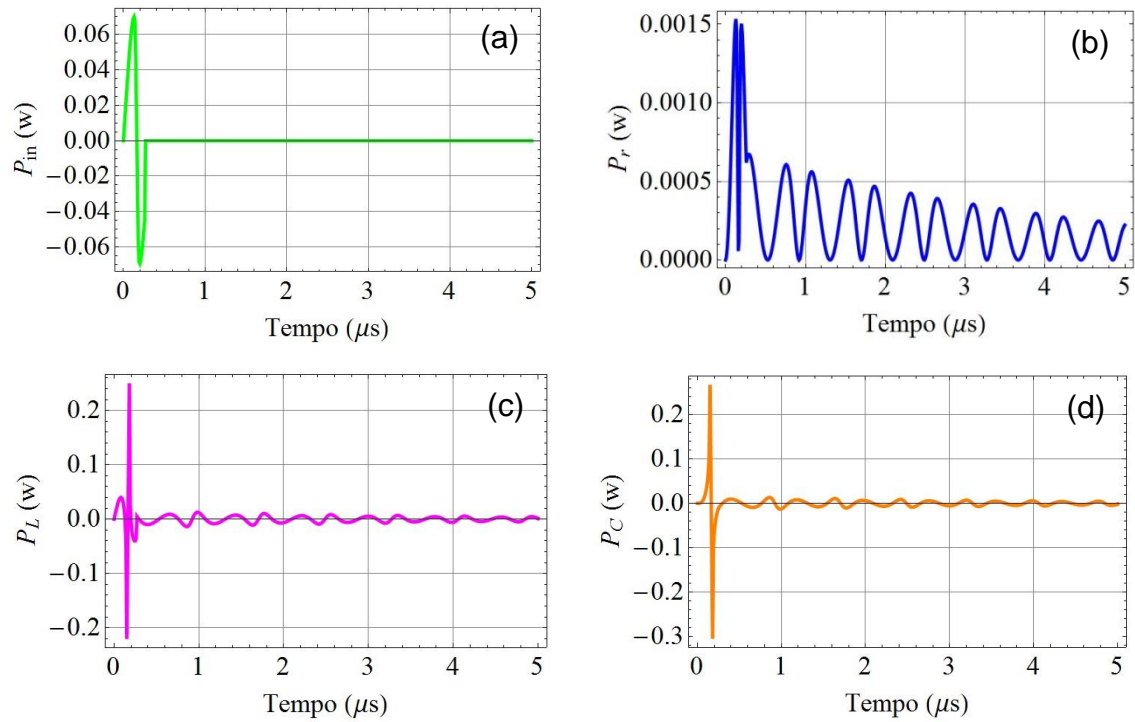 (a)
0.06
0.04
0.02
0.00
−0.02
−0.04
−0.06
P_in (w)
0 1 2 3 4 5
Tempo (μs)
(b)
0.0015
0.0010
0.0005
0.0000
P_r (w)
0 1 2 3 4 5
Tempo (μs)
(c)
0.2
0.1
0.0
−0.1
−0.2
P_L (w)
0 1 2 3 4 5
Tempo (μs)
(d)
0.2
0.1
0.0
−0.1
−0.2
−0.3
P_C (w)
0 1 2 3 4 5
Tempo (μs)